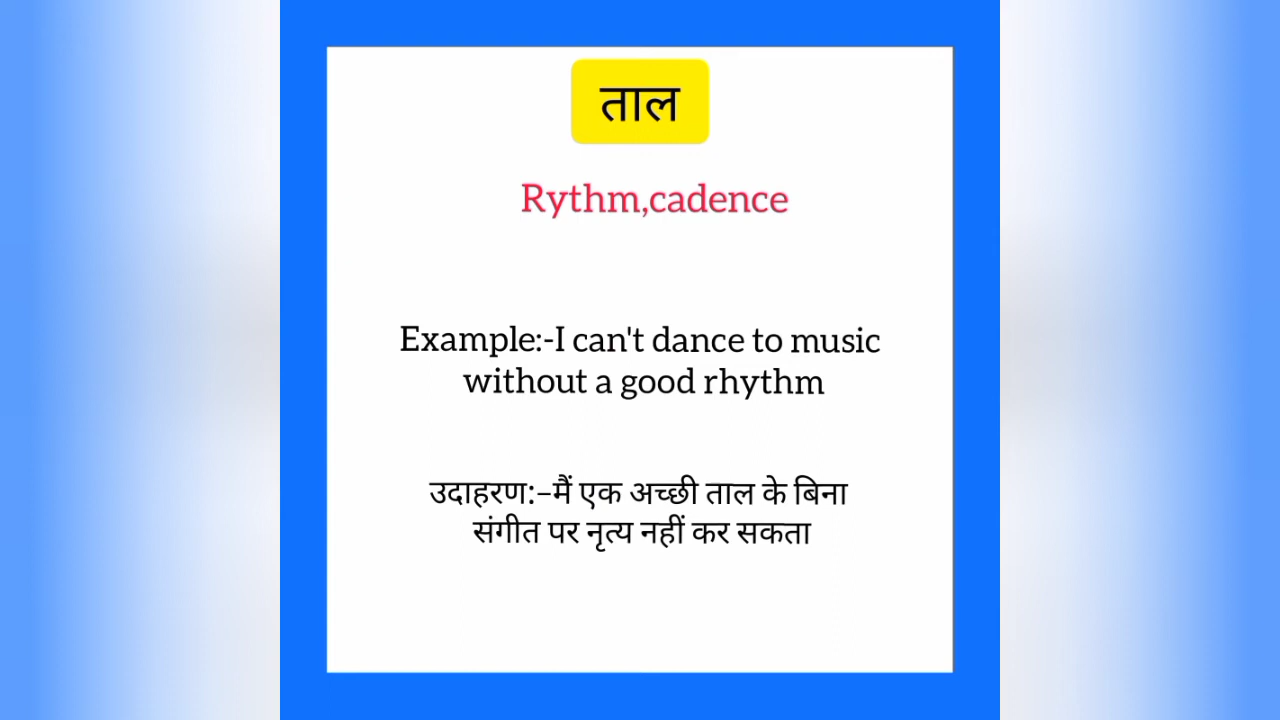 ताल
Rythm,cadence
Example:-I can't dance to music
without a good rhythm
उदाहरण:–मैं एक अच्छी ताल के बिना
संगीत पर नृत्य नहीं कर सकता